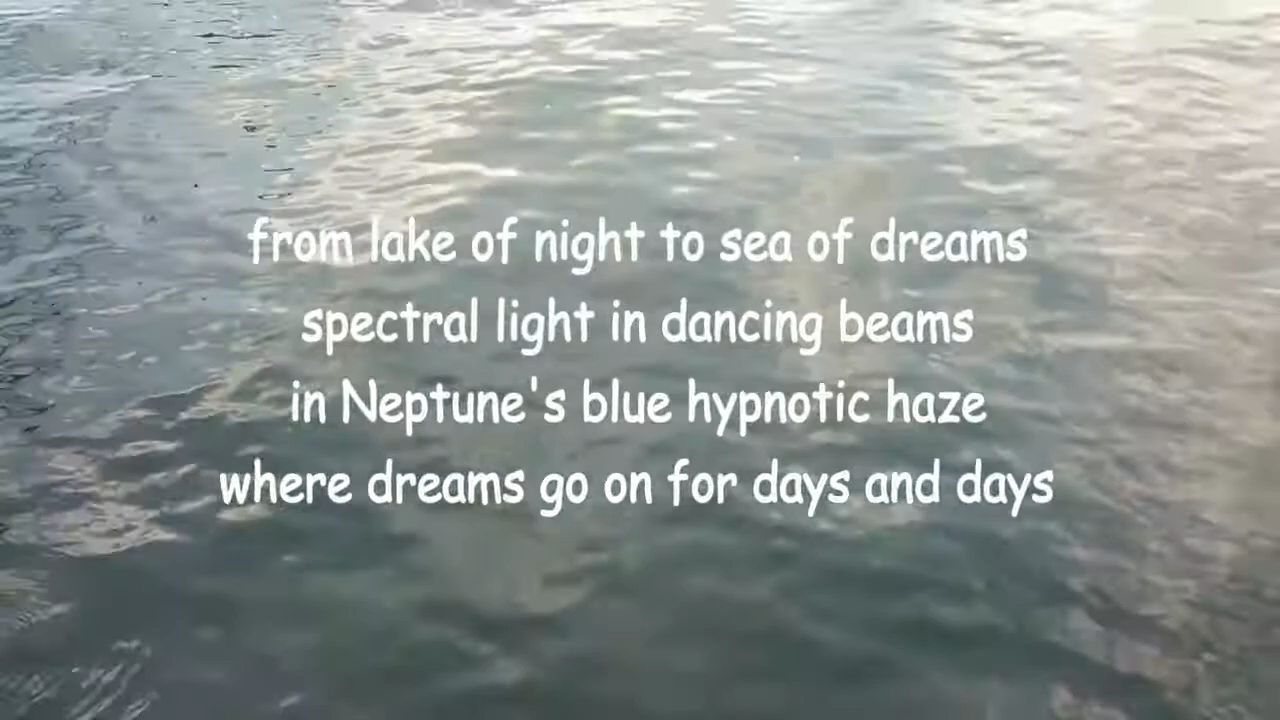 from lake of night to sea of dreams
spectral light in dancing beams
in Neptune's blue hypnotic haze
where dreams go on for days and days